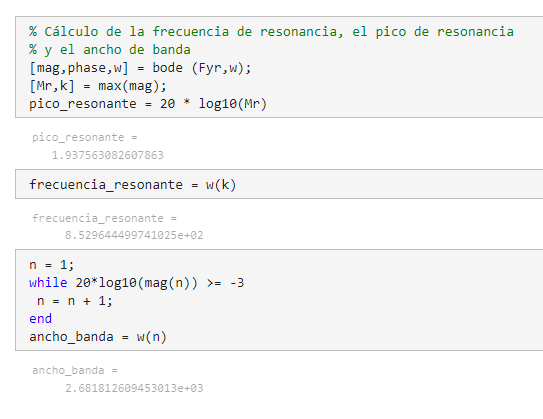 % Cálculo de la frecuencia de resonancia, el pico de resonancia
% y el ancho de banda
[mag,phase,w] = bode (Fyr,w);
[Mr,k] = max(mag);
pico_resonante = 20 * log10(Mr)
pico_resonante =
1.937563082607863
frecuencia_resonante = w(k)
frecuencia_resonante =
8.529644499741025e+02
n = 1;
while 20*log10(mag(n)) >= -3
n = n + 1;
end
ancho_banda = w(n)
ancho_banda =
2.681812609453013e+03